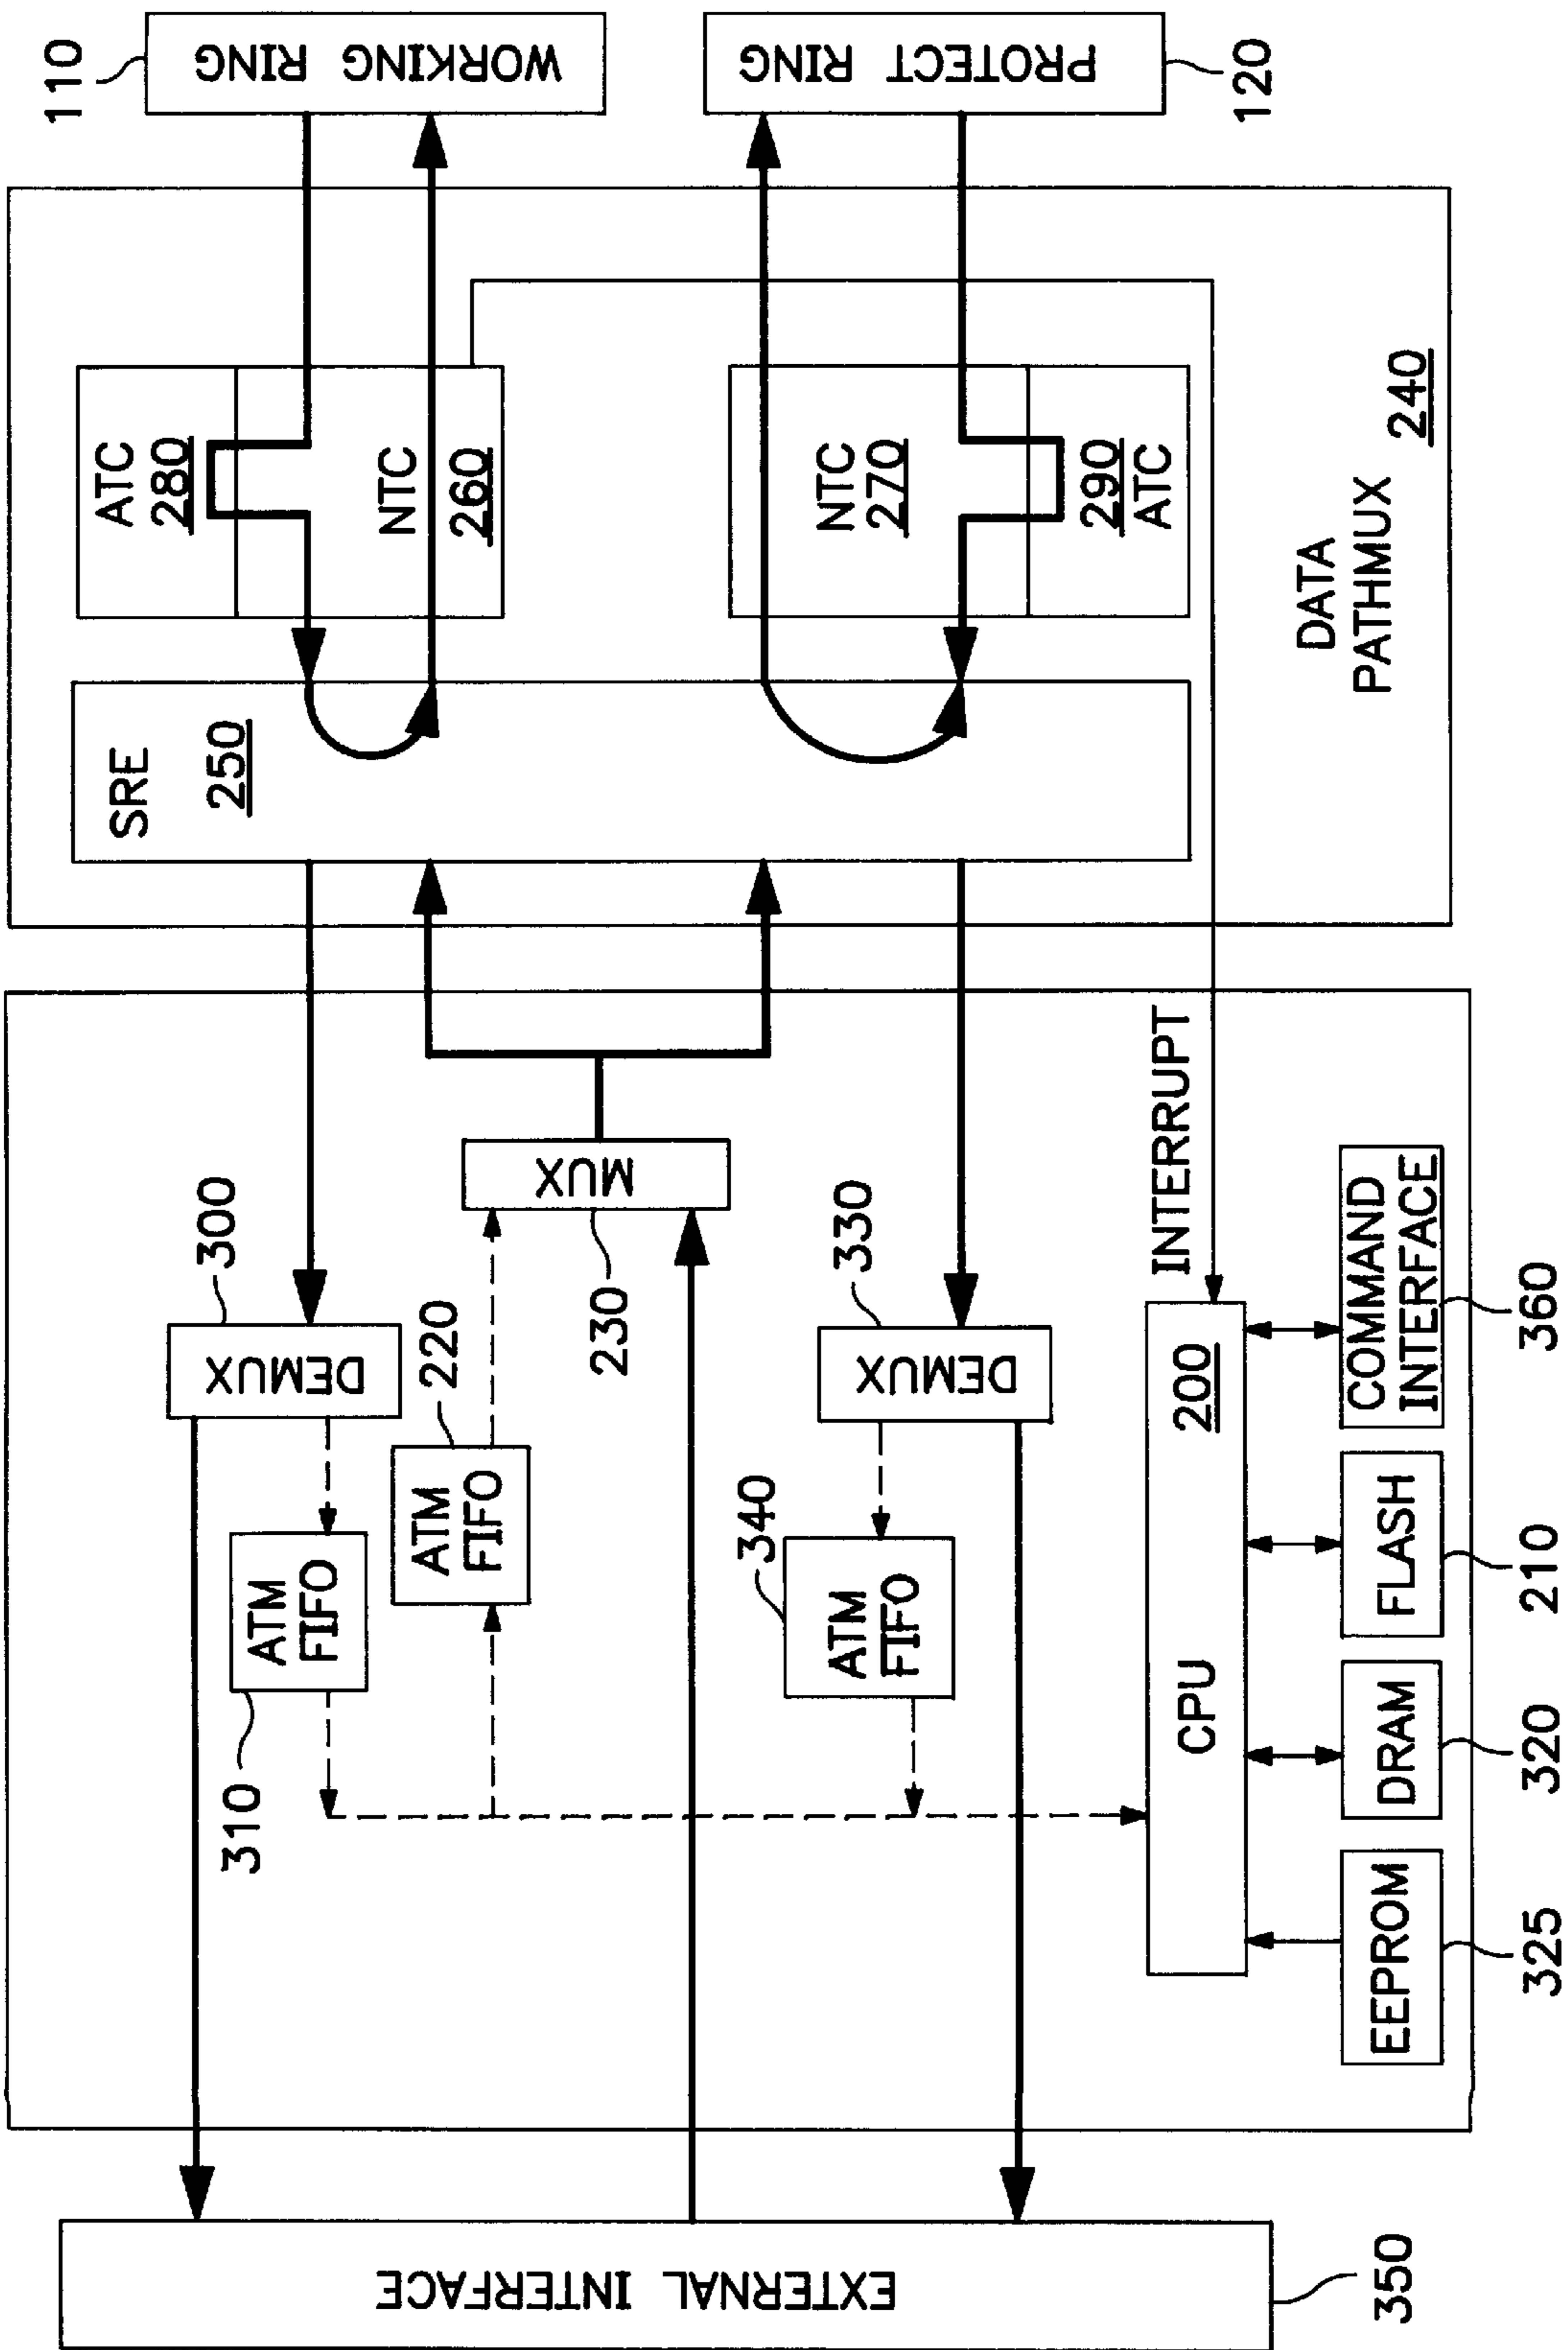 110
WORKING RING
PROTECT RING
120
ATC
280
NTC
260
NTC
270
290
ATC
DATA
PATHMUX
240
SRE
250
INTERRUPT
MUX
230
300
DEMUX
220
ATM
FIFO
330
DEMUX
310
ATM
FIFO
340
ATM
FIFO
CPU
200
COMMAND
INTERFACE
360
FLASH
210
DRAM
320
EEPROM
325
EXTERNAL INTERFACE
350